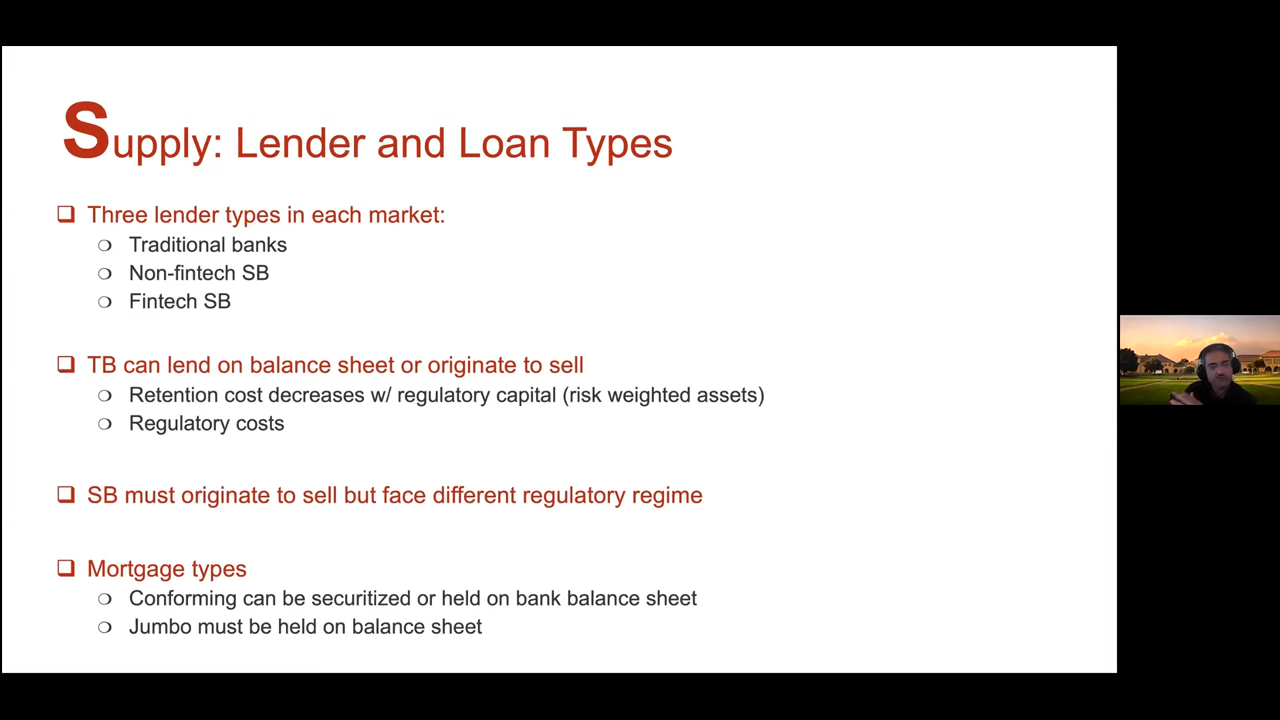 Supply: Lender and Loan Types
Three lender types in each market:
Traditional banks
Non-fintech SB
Fintech SB
TB can lend on balance sheet or originate to sell
Retention cost decreases w/ regulatory capital (risk weighted assets)
Regulatory costs
SB must originate to sell but face different regulatory regime
Mortgage types
Conforming can be securitized or held on bank balance sheet
Jumbo must be held on balance sheet